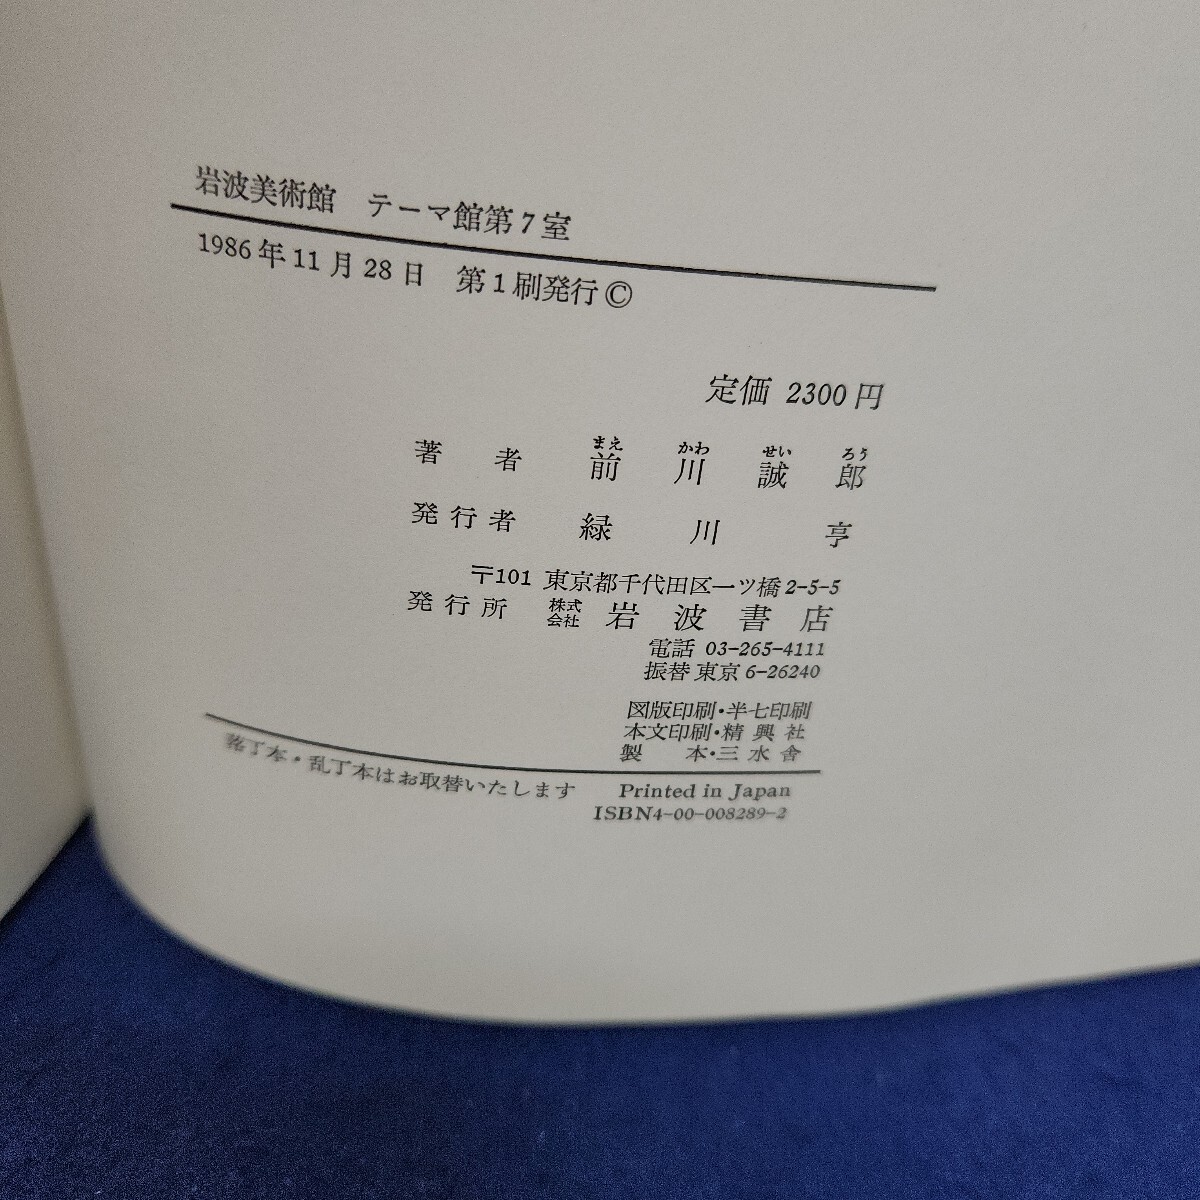 岩波美術館 テーマ館第7室
1986年11月28日 第1刷発行©
定価 2300円
まえ かわ せい ろう
著者 前川誠郎
発行者 緑川亨
〒101 東京都千代田区一ツ橋2-5-5
発行所 株式会社 岩波書店
電話 03-265-4111
振替 東京6-26240
図版印刷・半七印刷
本文印刷・精興社
製本・三水舎
落丁本・乱丁本はお取替いたします Printed in Japan
ISBN4-00-008289-2